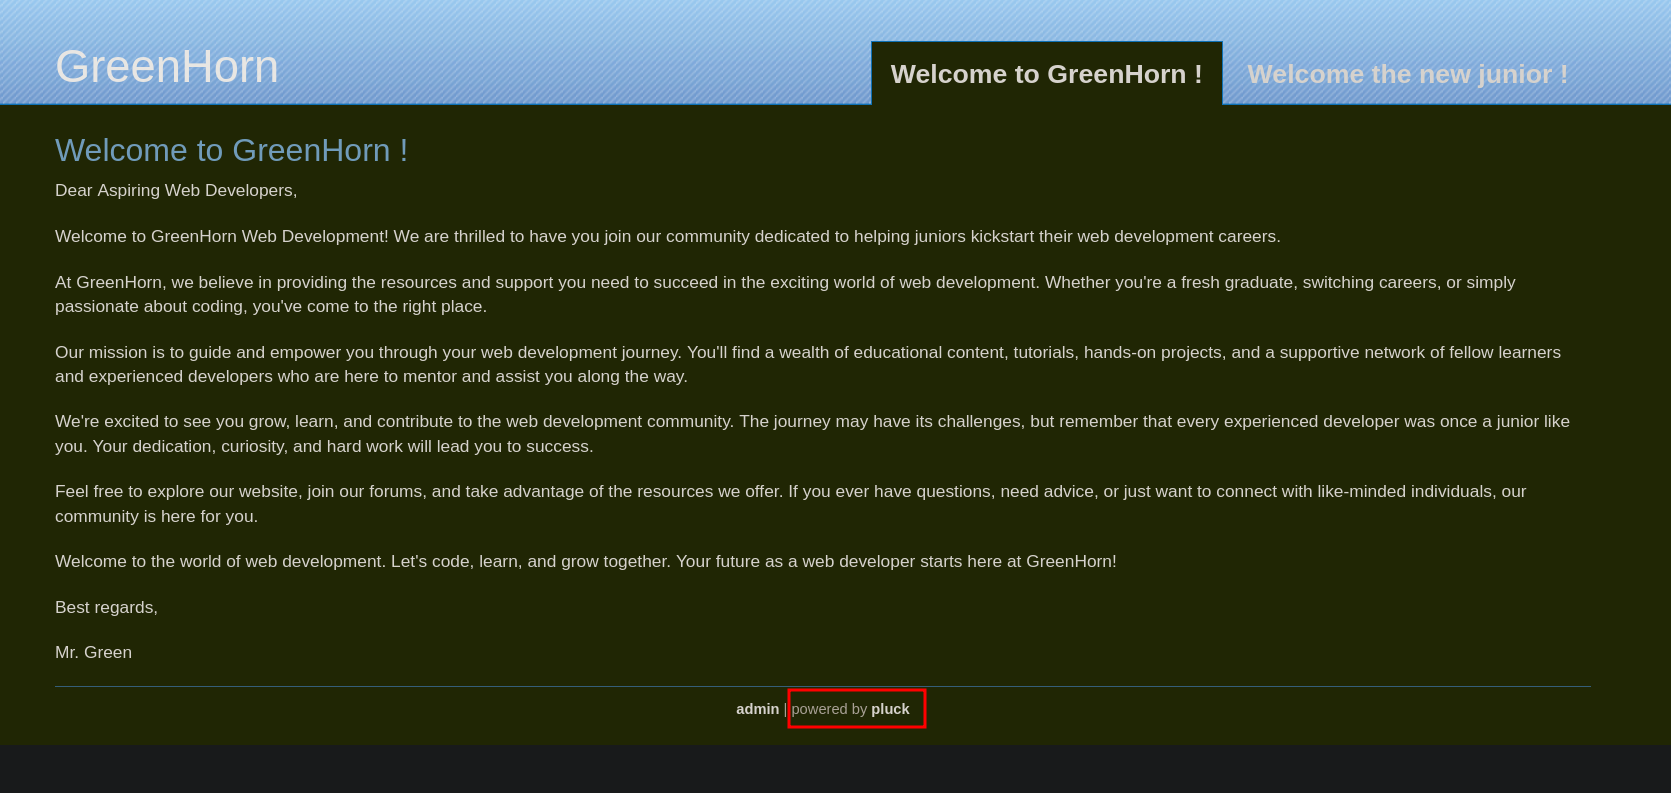 GreenHorn
Welcome to GreenHorn !
Welcome the new junior !
Welcome to GreenHorn !
Dear Aspiring Web Developers,
Welcome to GreenHorn Web Development! We are thrilled to have you join our community dedicated to helping juniors kickstart their web development careers.
At GreenHorn, we believe in providing the resources and support you need to succeed in the exciting world of web development. Whether you're a fresh graduate, switching careers, or simply
passionate about coding, you've come to the right place.
Our mission is to guide and empower you through your web development journey. You'll find a wealth of educational content, tutorials, hands-on projects, and a supportive network of fellow learners
and experienced developers who are here to mentor and assist you along the way.
We're excited to see you grow, learn, and contribute to the web development community. The journey may have its challenges, but remember that every experienced developer was once a junior like
you. Your dedication, curiosity, and hard work will lead you to success.
Feel free to explore our website, join our forums, and take advantage of the resources we offer. If you ever have questions, need advice, or just want to connect with like-minded individuals, our
community is here for you.
Welcome to the world of web development. Let's code, learn, and grow together. Your future as a web developer starts here at GreenHorn!
Best regards,
Mr. Green
admin | powered by pluck